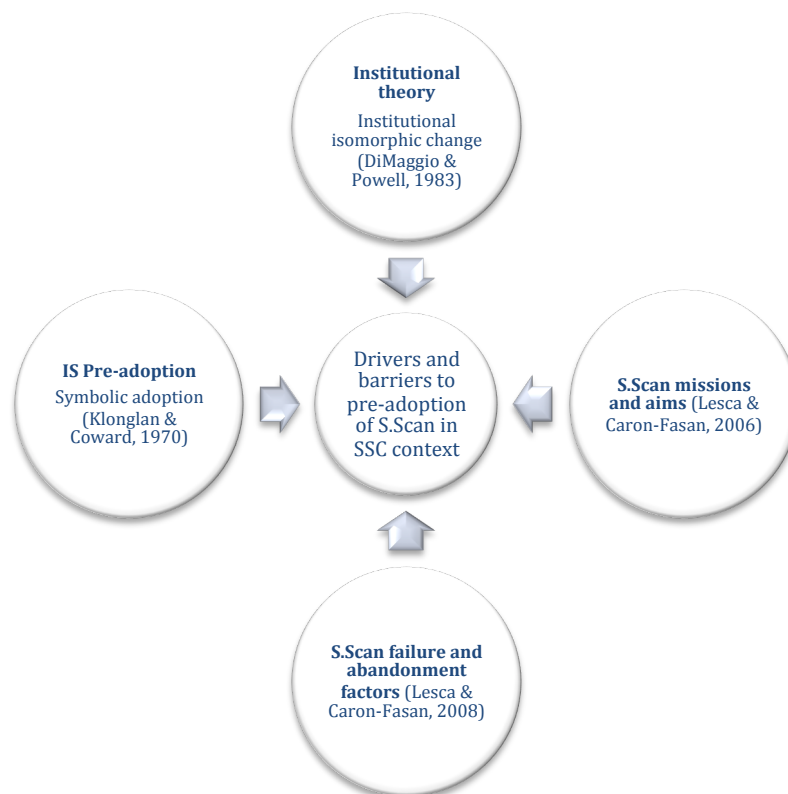 Institutional
theory
Institutional
isomorphic change
(DiMaggio &
Powell, 1983)
IS Pre-adoption
Symbolic adoption
(Klonglan &
Coward, 1970)
Drivers and
barriers to
pre-adoption
of S.Scan in
SSC context
S.Scan missions
and aims (Lesca &
Caron-Fasan, 2006)
S.Scan failure and
abandonment
factors (Lesca &
Caron-Fasan, 2008)